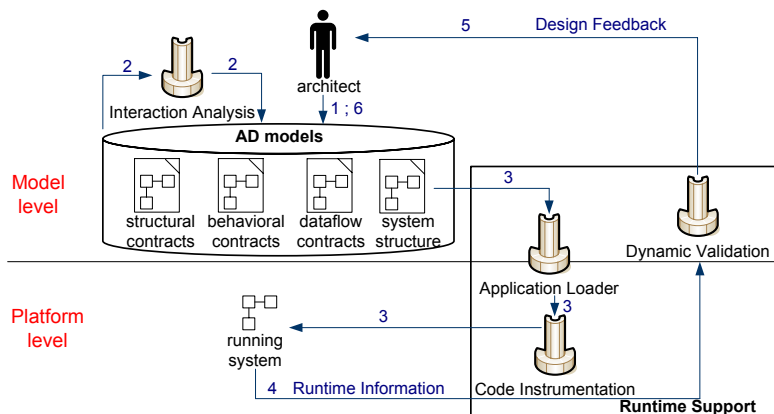 5 Design Feedback
2 2
architect
Interaction Analysis
1 ; 6
AD models
Model
level
3
structural
contracts
behavioral
contracts
dataflow
contracts
system
structure
Dynamic Validation
Application Loader
Platform
level
3
3
running
system
4 Runtime Information
Code Instrumentation
Runtime Support